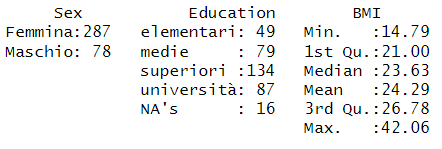 Sex Education BMI
Femmina:287 elementari: 49 Min. :14.79
Maschio: 78 medie : 79 1st Qu.:21.00
superiori :134 Median :23.63
università: 87 Mean :24.29
NA's : 16 3rd Qu.:26.78
Max. :42.06